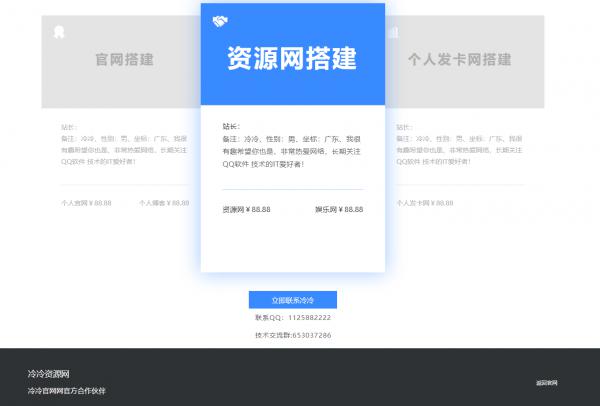 官网搭建
站长：
备注：冷冷、性别：男、坐标：广东、我很
有趣希望你也是、非常热爱网络、长期关注
QQ软件 技术的IT爱好者！
个人官网￥88.88
个人博客￥88.88
资源网搭建
站长：
备注：冷冷、性别：男、坐标：广东、我很
有趣希望你也是、非常热爱网络、长期关注
QQ软件 技术的IT爱好者！
资源网￥88.88
娱乐网￥88.88
个人发卡网搭建
站长：
备注：冷冷、性别：男、坐标：广东、我很
有趣希望你也是、非常热爱网络、长期关注
QQ软件 技术的IT爱好者！
个人发卡网￥88.88
立即联系冷冷
联系QQ：1125882222
技术交流群:653037286
冷冷资源网
冷冷官网网官方合作伙伴
返回官网